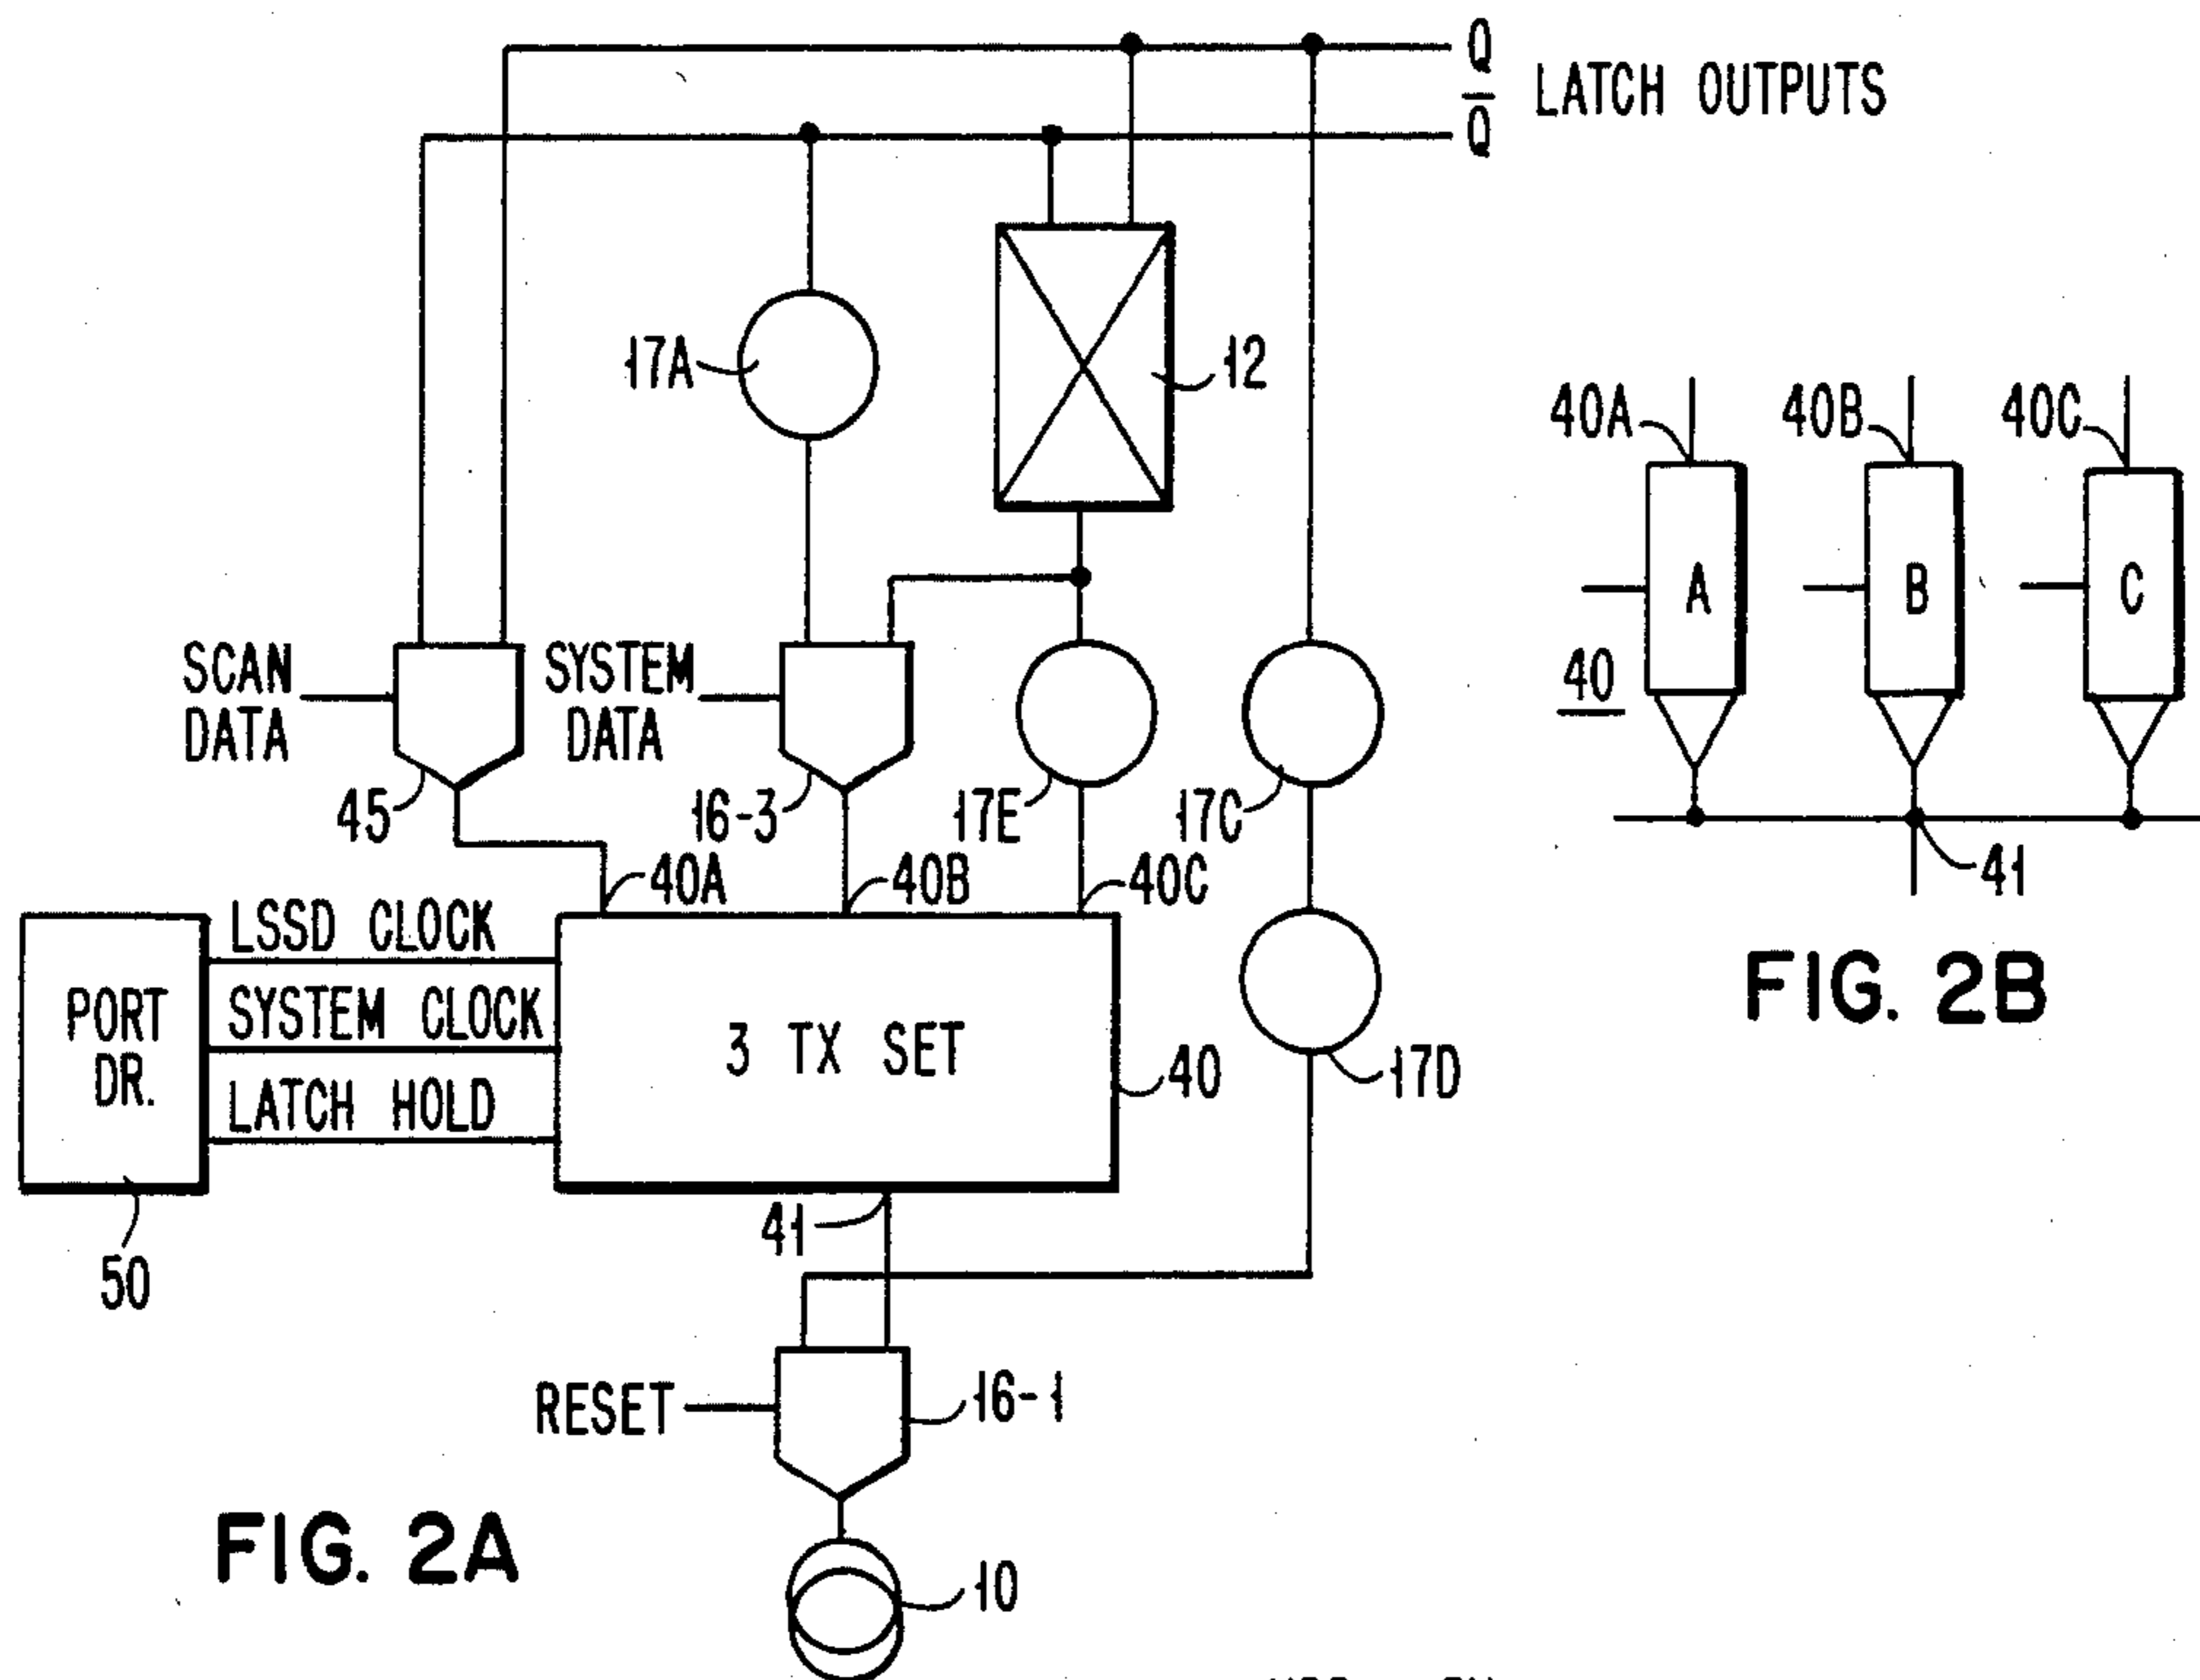 Q
LATCH OUTPUTS
Q̅
17A
12
40A
40B
40C
A
B
C
40
41
FIG. 2B
SCAN
DATA
SYSTEM
DATA
45
16-3
17E
17C
40A
40B
40C
PORT
DR.
LSSD CLOCK
SYSTEM CLOCK
LATCH HOLD
3 TX SET
40
17D
50
41
RESET
16-1
10
FIG. 2A